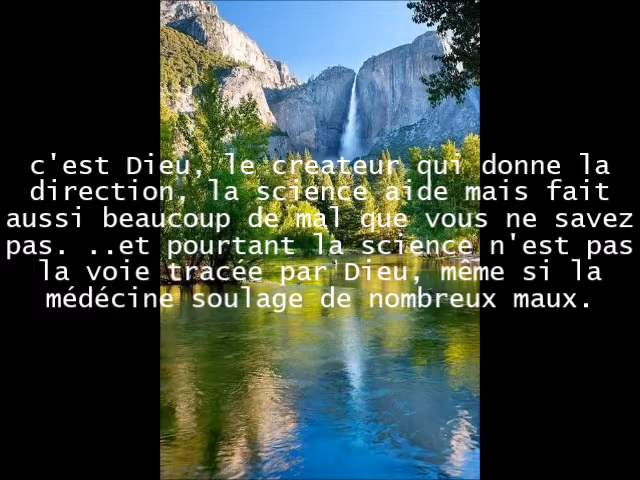 c'est Dieu, le createur qui donne la
direction, la science aide mais fait
aussi beaucoup de mal que vous ne savez
pas. ..et pourtant la science n'est pas
la voie tracée par Dieu, même si la
médécine soulage de nombreux maux.